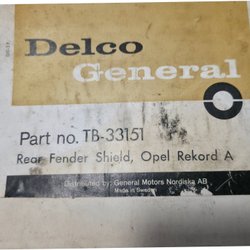 Delco
General
Part no. TB-33151
Rear Fender Shield, Opel Rekord A
Distributed by: General Motors Nordiska AB
Made in Sweden